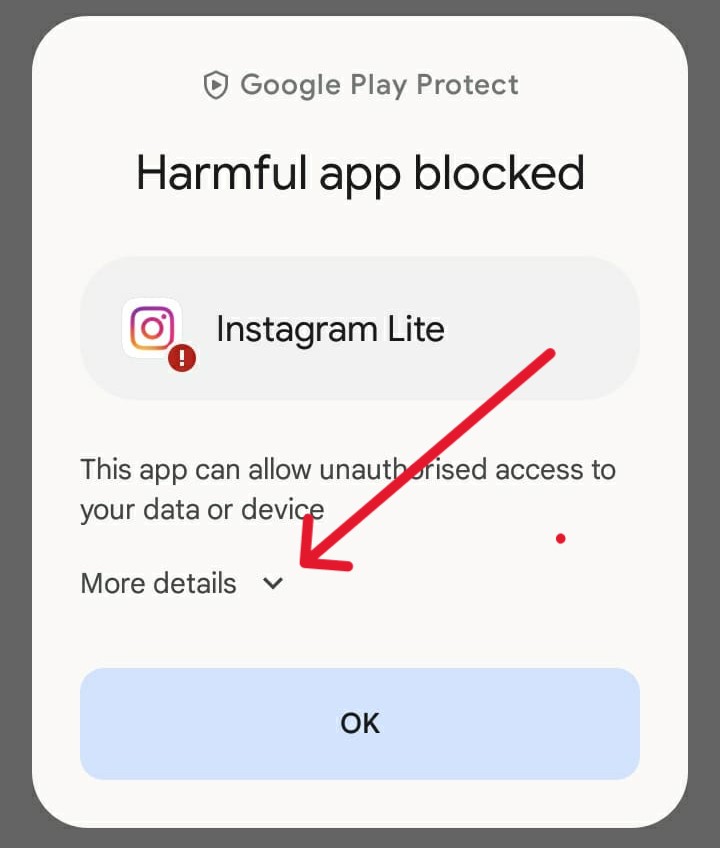 Google Play Protect
Harmful app blocked
Instagram Lite
This app can allow unauthorised access to
your data or device
More details
OK